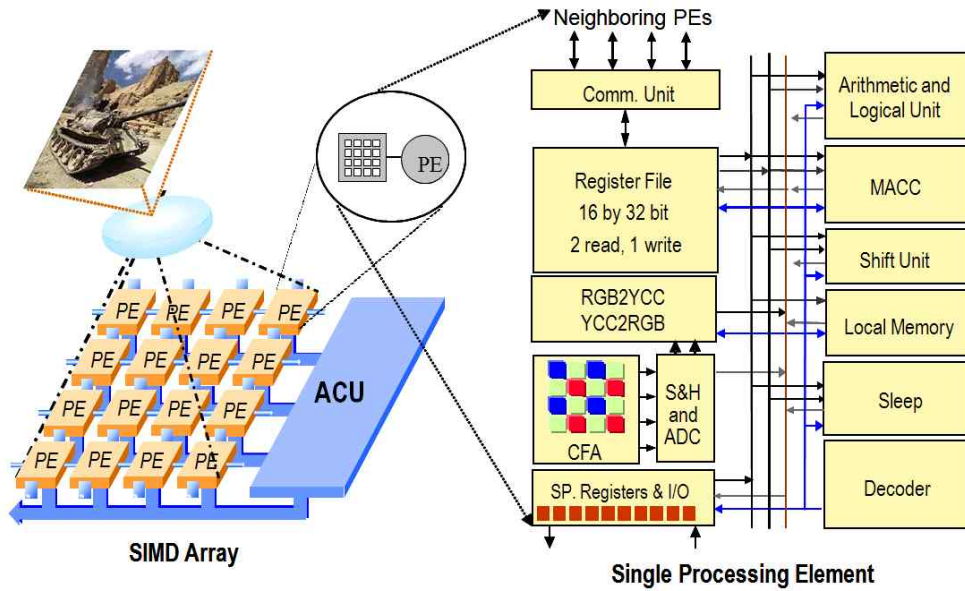 Neighboring PEs
Comm. Unit
Register File
16 by 32 bit
2 read, 1 write
RGB2YCC
YCC2RGB
CFA
S&H
and
ADC
SP. Registers & I/O
Arithmetic and
Logical Unit
MACC
Shift Unit
Local Memory
Sleep
Decoder
Single Processing Element
PE
PE PE PE PE
PE PE PE PE
PE PE PE PE
PE PE PE PE
ACU
SIMD Array